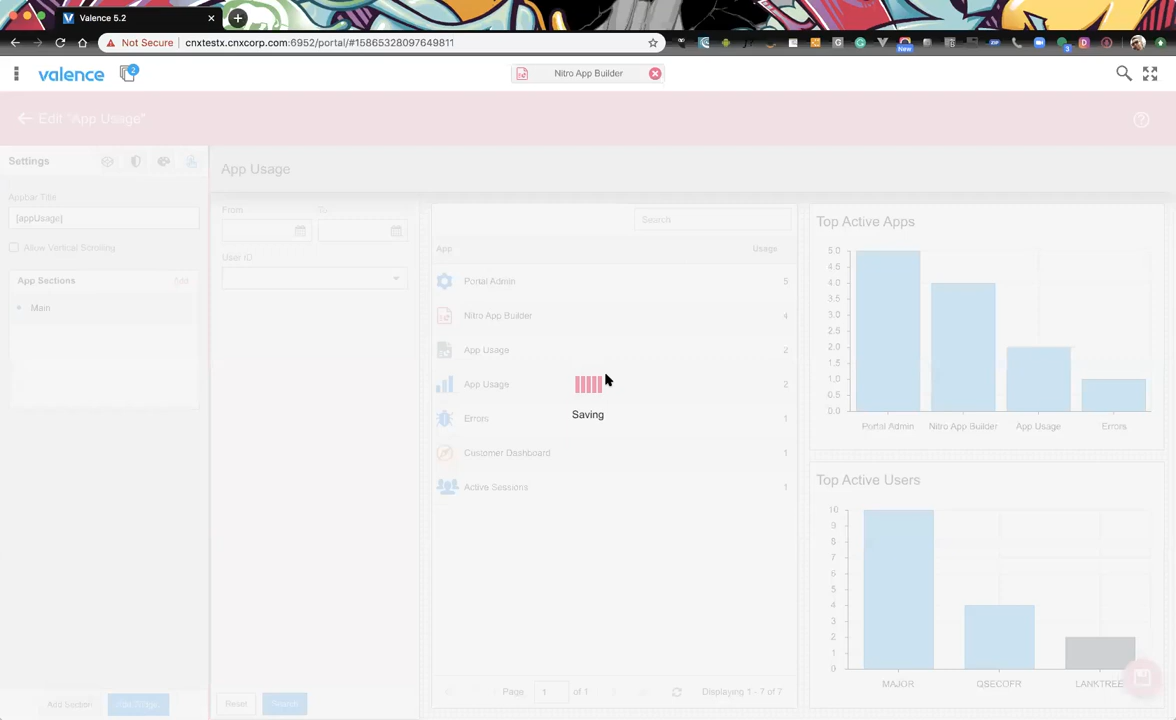 Valence 5.2
Not Secure
cnxtestx.cnxcorp.com:6952/portal/#15865328097649811
New
3
valence
2
Nitro App Builder
Edit "App Usage"
Settings
App Usage
Appbar Title
[appUsage]
Allow Vertical Scrolling
App Sections
Add
Main
Add Section
From
To
User ID
Reset
Search
Search
App
Usage
Portal Admin
5
Nitro App Builder
4
App Usage
2
App Usage
2
Errors
1
Customer Dashboard
1
Active Sessions
1
Saving
Page
1
of 1
Displaying 1 - 7 of 7
Top Active Apps
5.0
4.5
4.0
3.5
3.0
2.5
2.0
1.5
1.0
0.5
0.0
Portal Admin
Nitro App Builder
App Usage
Errors
Top Active Users
10
9
8
7
6
5
4
3
2
1
0
MAJOR
QSECOFR
LANKTREE